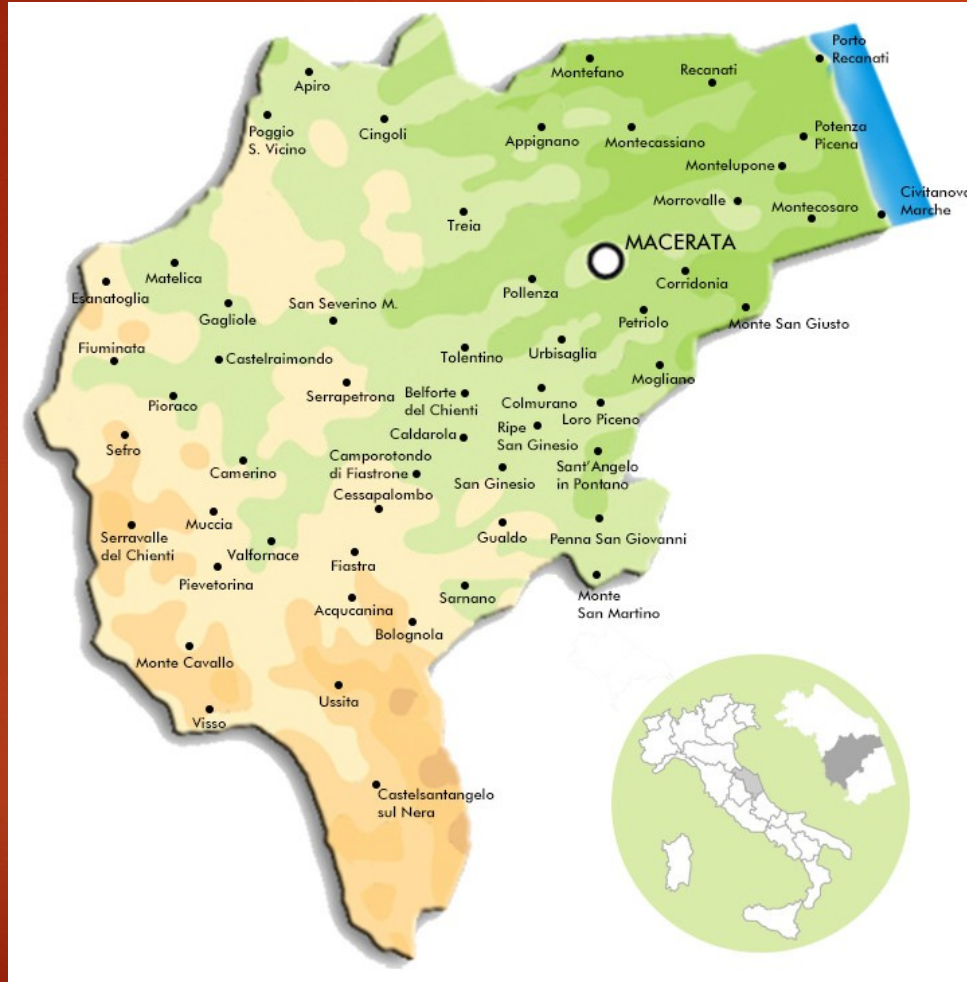 Porto
Recanati
Montefano
Recanati
Apiro
Poggio
S. Vicino
Cingoli
Appignano
Montecassiano
Potenza
Picena
Montelupone
Morrovalle
Montecosaro
Civitanova
Marche
Treia
MACERATA
Matelica
Esanatoglia
Pollenza
Corridonia
Gagliole
San Severino M.
Petriolo
Monte San Giusto
Fiuminata
Castelraimondo
Tolentino
Urbisaglia
Mogliano
Pioraco
Serrapetrona
Belforte
del Chienti
Colmurano
Loro Piceno
Caldarola
Ripe
San Ginesio
Sefro
Camerino
Camporotondo
di Fiastrone
Cessapalombo
San Ginesio
Sant'Angelo
in Pontano
Muccia
Serravalle
del Chienti
Valfornace
Fiastra
Gualdo
Penna San Giovanni
Pievetorina
Acqucanina
Sarnano
Monte
San Martino
Bolognola
Monte Cavallo
Ussita
Visso
Castelsantangelo
sul Nera